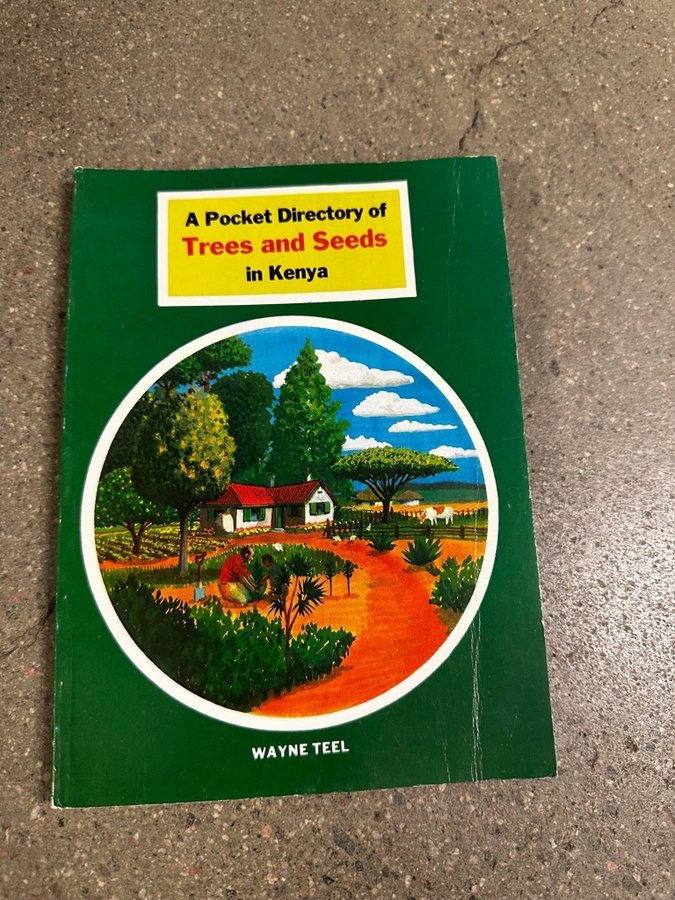 A Pocket Directory of
Trees and Seeds
in Kenya
WAYNE TEEL